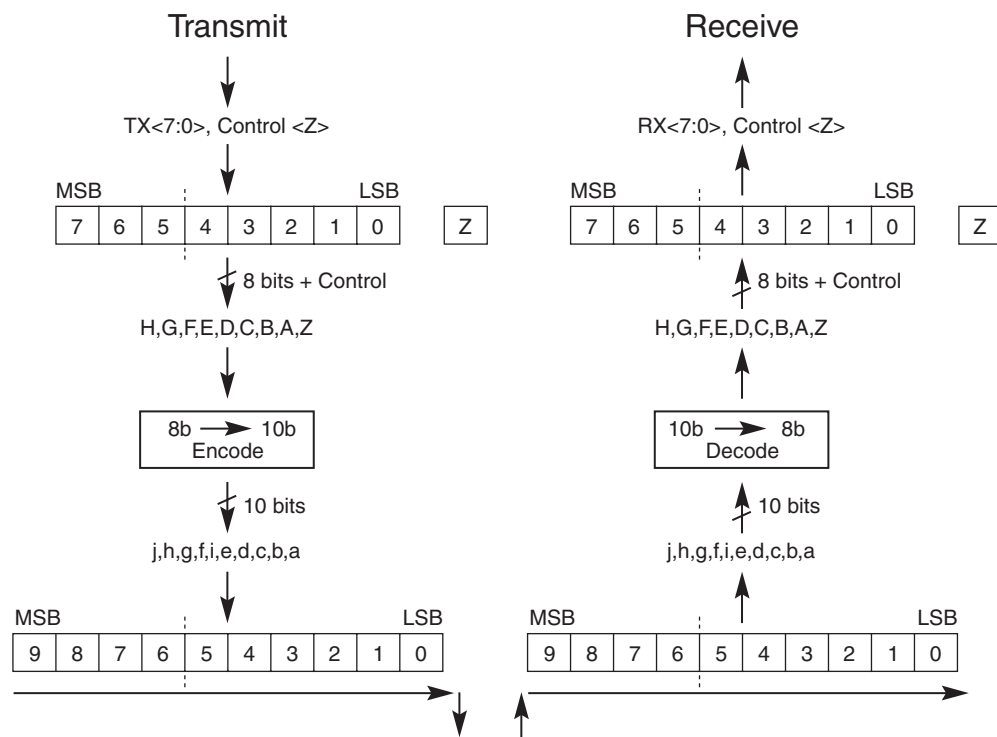 Transmit
TX<7:0>, Control <Z>
MSB LSB
7 6 5 4 3 2 1 0 Z
8 bits + Control
H,G,F,E,D,C,B,A,Z
8b 10b
Encode
10 bits
j,h,g,f,i,e,d,c,b,a
MSB LSB
9 8 7 6 5 4 3 2 1 0
Receive
RX<7:0>, Control <Z>
MSB LSB
7 6 5 4 3 2 1 0 Z
8 bits + Control
H,G,F,E,D,C,B,A,Z
10b 8b
Decode
10 bits
j,h,g,f,i,e,d,c,b,a
MSB LSB
9 8 7 6 5 4 3 2 1 0